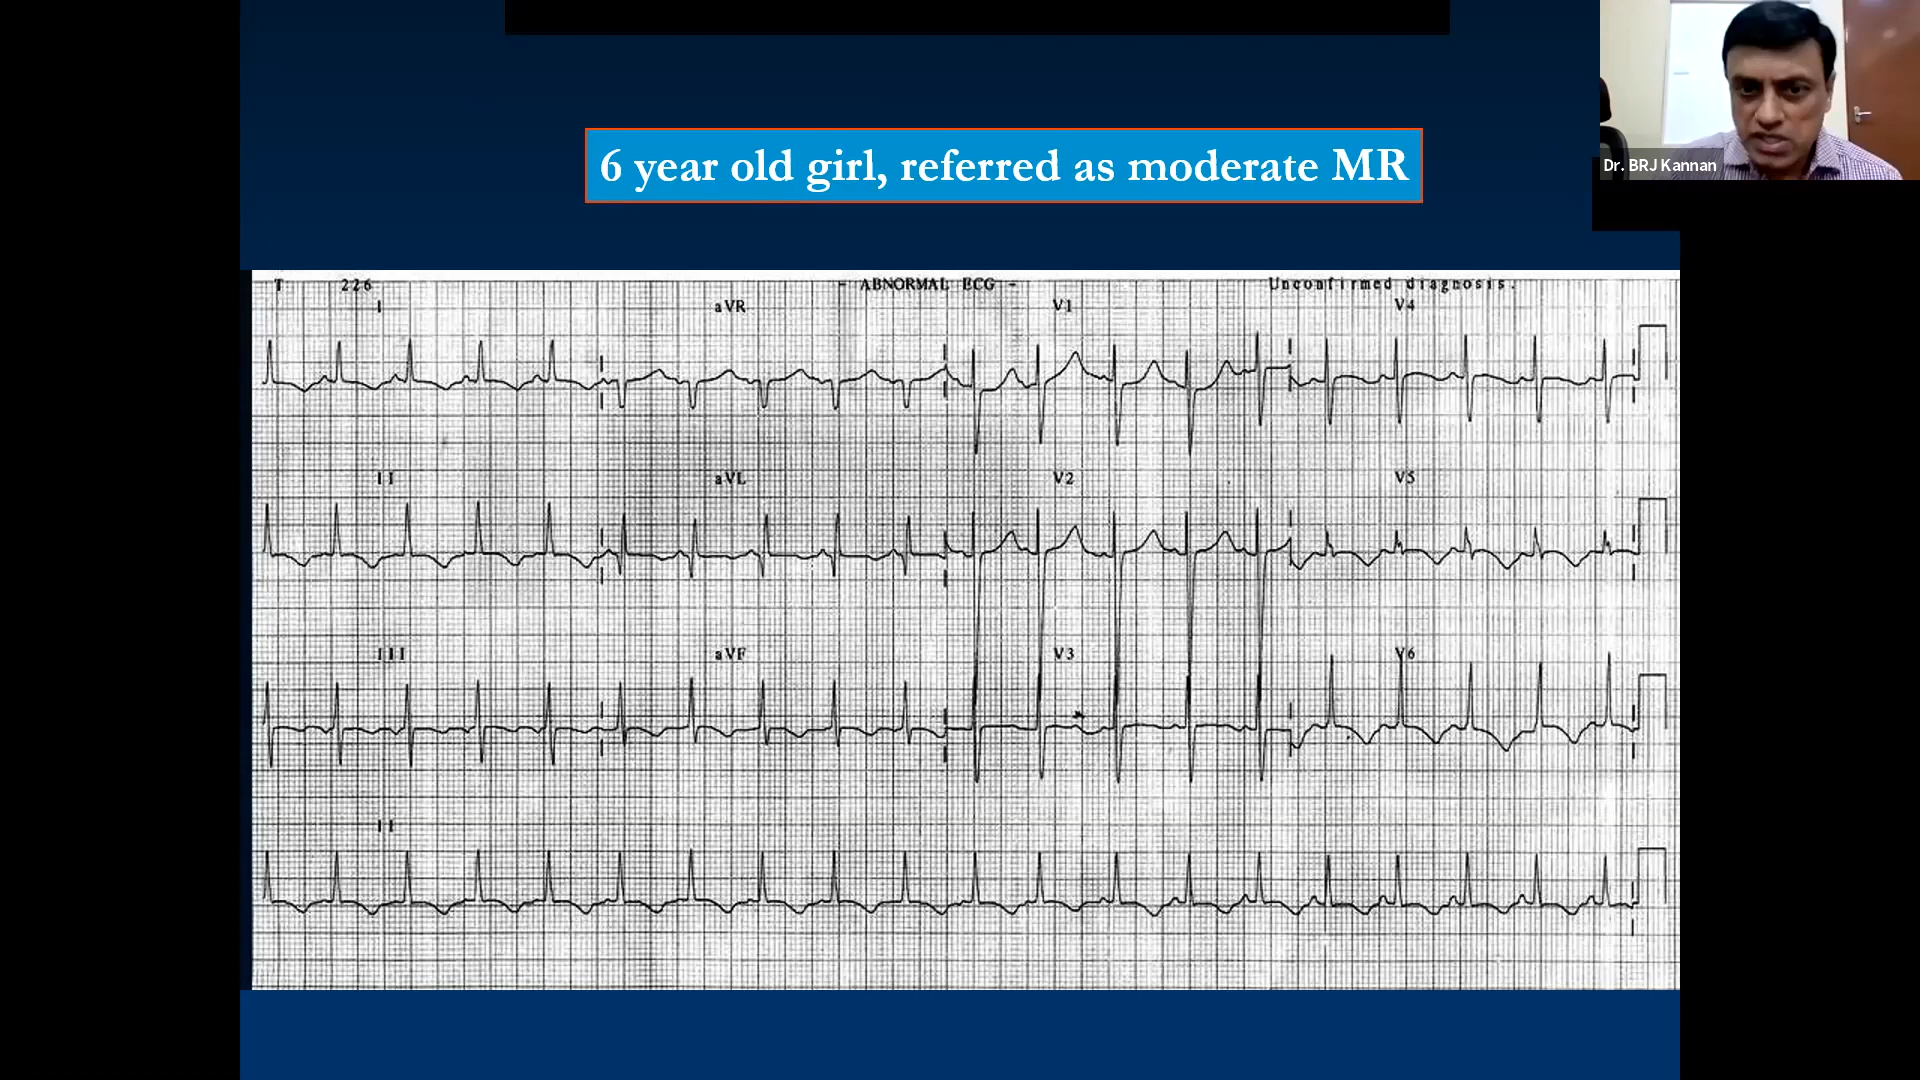 6 year old girl, referred as moderate MR
Dr. BRJ Kannan
T 226 - ABNORMAL ECG - Unconfirmed diagnosis.
I aVR V1 V4
II aVL V2 V5
III aVF V3 V6
II